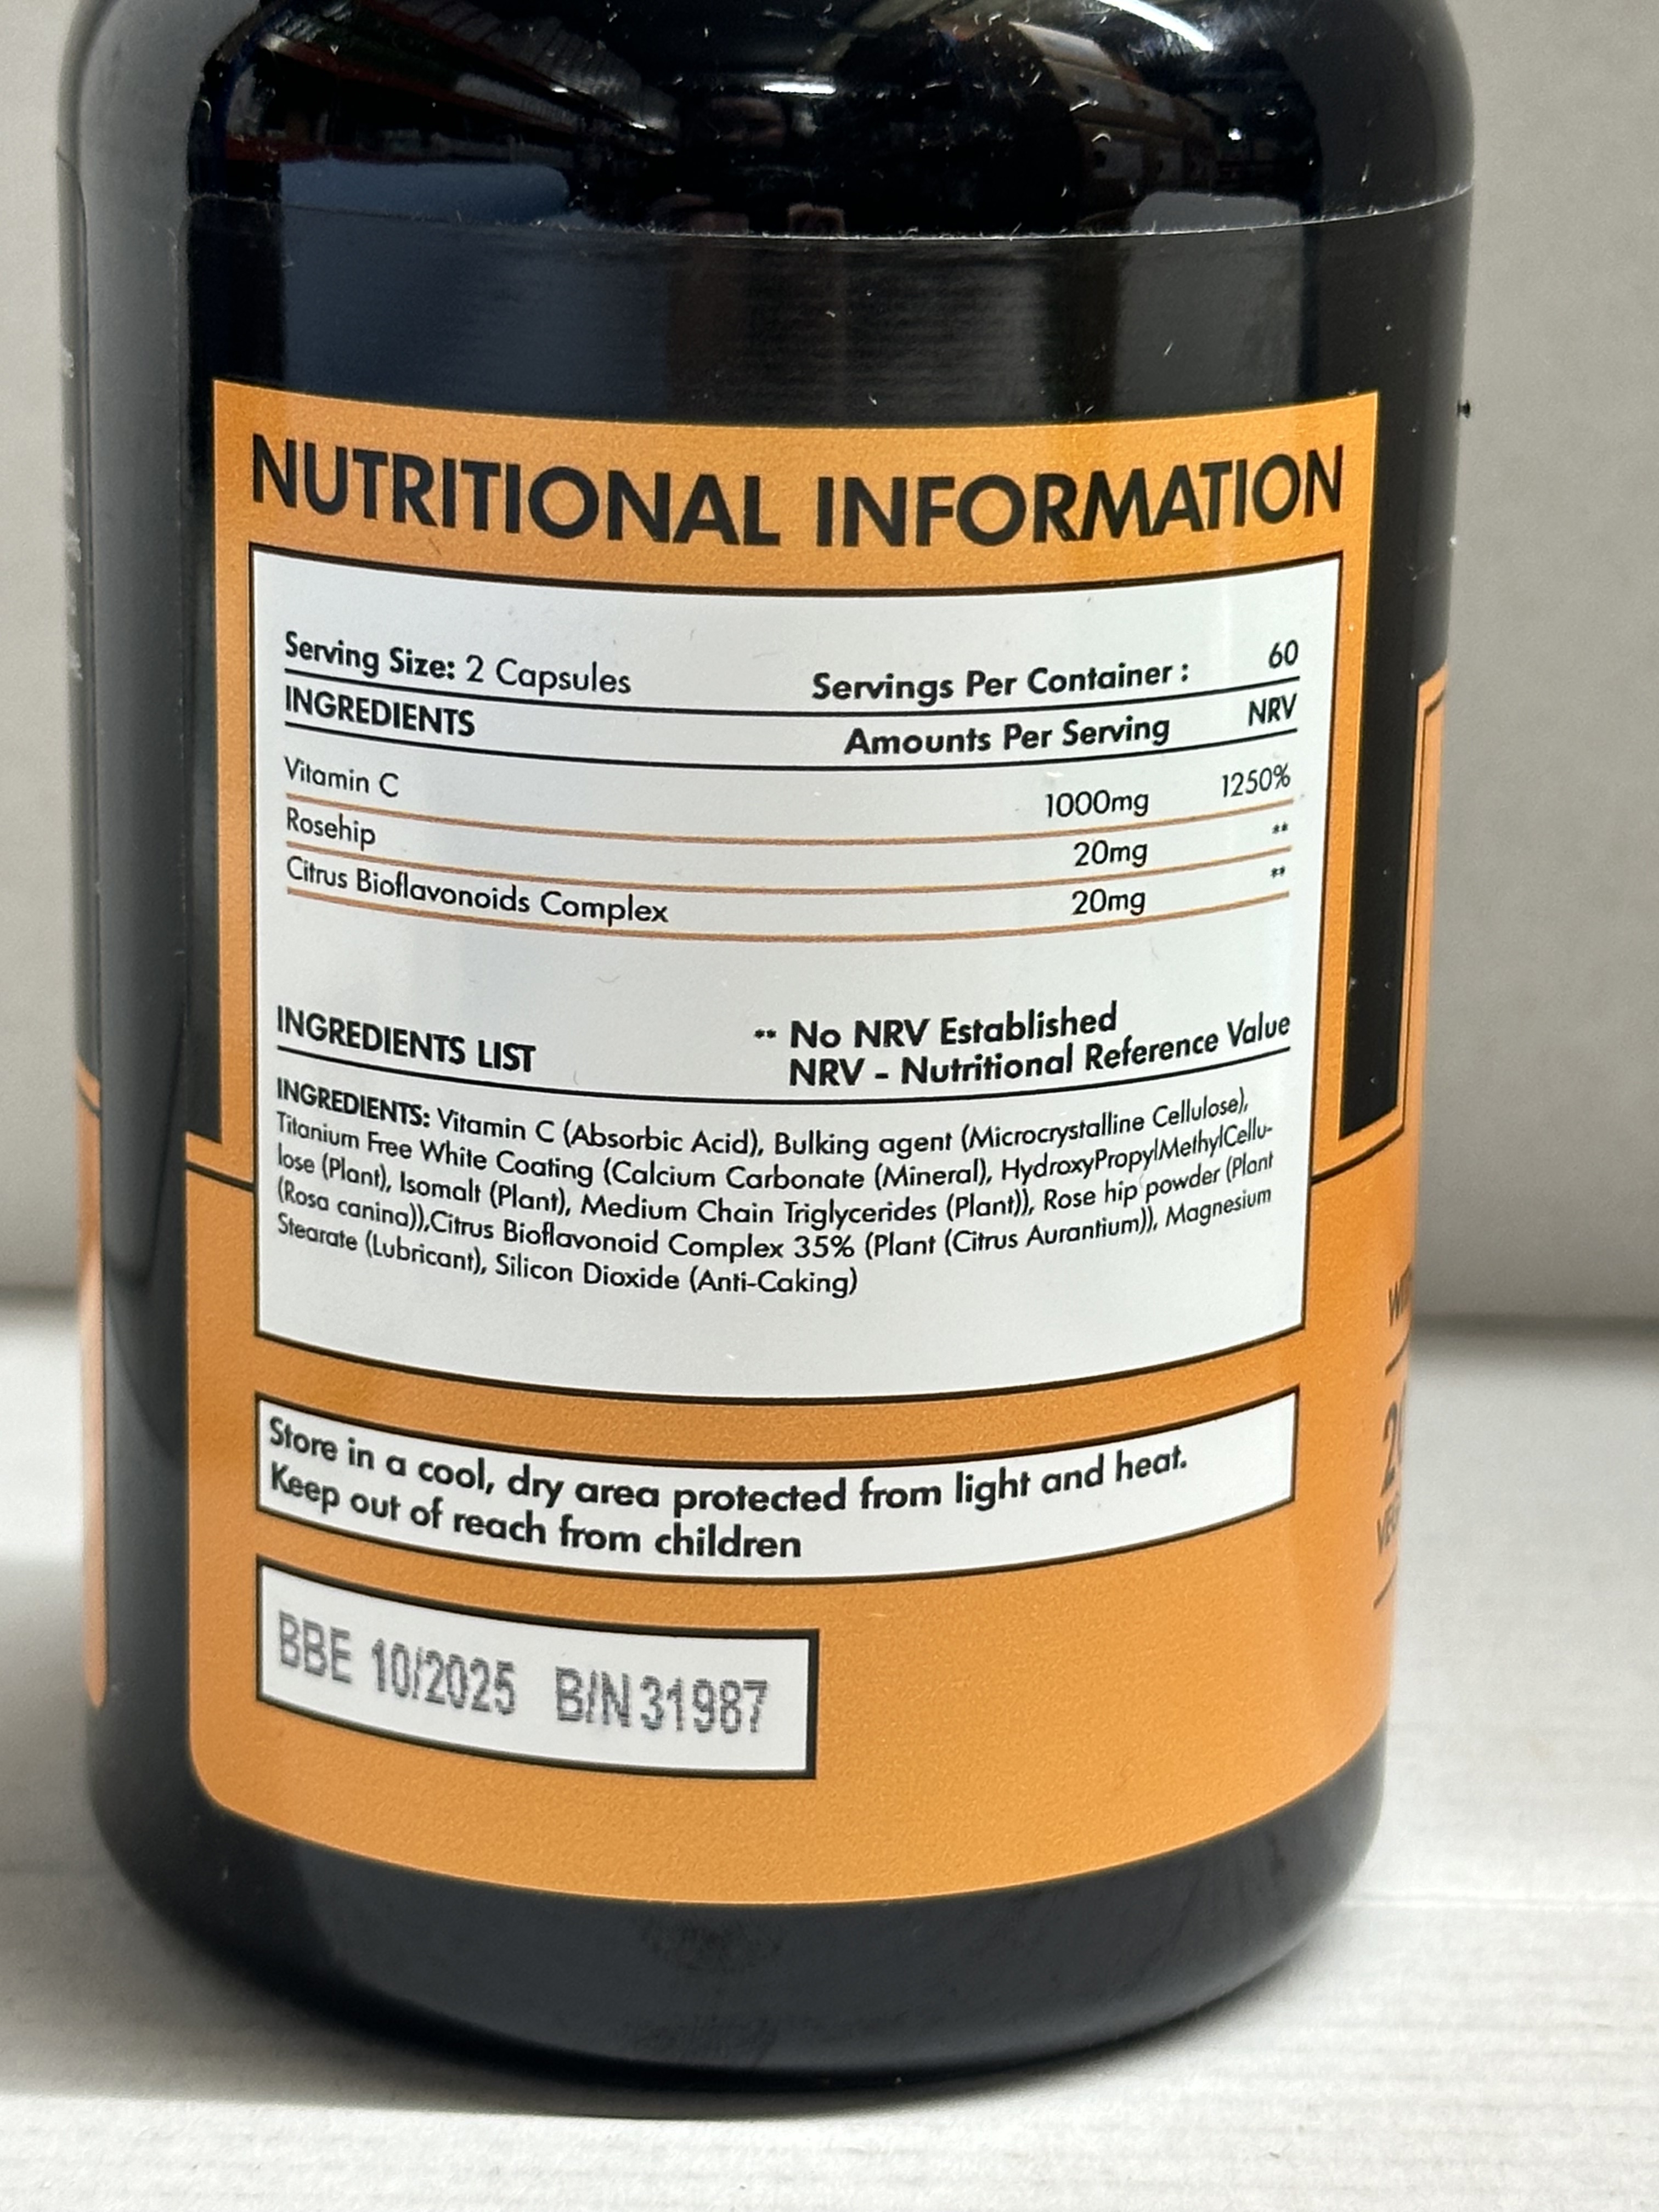 NUTRITIONAL INFORMATION
Serving Size: 2 Capsules Servings Per Container : 60
INGREDIENTS Amounts Per Serving NRV
Vitamin C 1000mg 1250%
Rosehip 20mg **
Citrus Bioflavonoids Complex 20mg **
INGREDIENTS LIST
** No NRV Established
NRV - Nutritional Reference Value
INGREDIENTS: Vitamin C (Absorbic Acid), Bulking agent (Microcrystalline Cellulose),
Titanium Free White Coating (Calcium Carbonate (Mineral), HydroxyPropylMethylCellu-
lose (Plant), Isomalt (Plant), Medium Chain Triglycerides (Plant)), Rose hip powder (Plant
(Rosa canina)),Citrus Bioflavonoid Complex 35% (Plant (Citrus Aurantium)), Magnesium
Stearate (Lubricant), Silicon Dioxide (Anti-Caking)
Store in a cool, dry area protected from light and heat.
Keep out of reach from children
BBE 10/2025 B/N31987